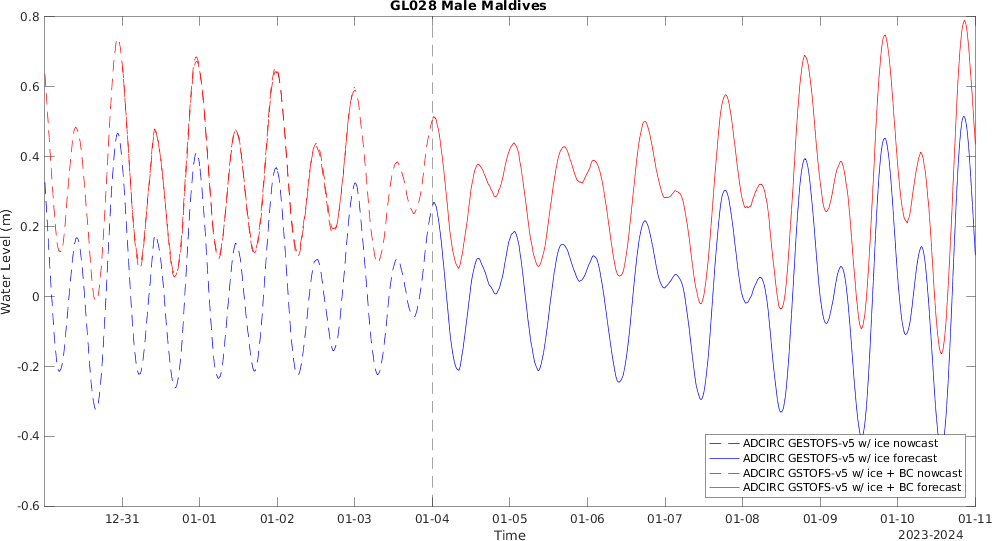 GL028 Male Maldives
0.8
0.6
0.4
0.2
0
-0.2
-0.4
-0.6
Water Level (m)
ADCIRC GESTOFS-v5 w/ ice nowcast
ADCIRC GESTOFS-v5 w/ ice forecast
ADCIRC GSTOFS-v5 w/ ice + BC nowcast
ADCIRC GSTOFS-v5 w/ ice + BC forecast
12-31 01-01 01-02 01-03 01-04 01-05 01-06 01-07 01-08 01-09 01-10 01-11
Time
2023-2024